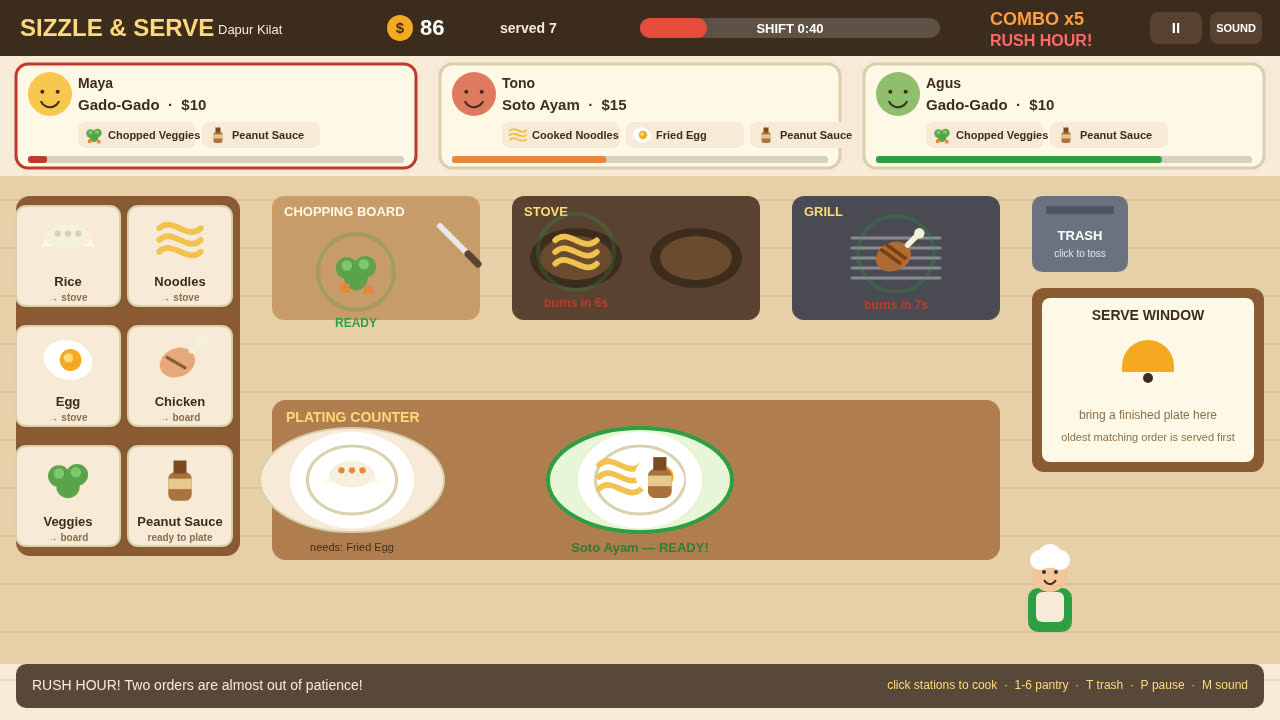 SIZZLE & SERVE Dapur Kilat
$ 86
served 7
SHIFT 0:40
COMBO x5
RUSH HOUR!
II
SOUND
Maya
Gado-Gado · $10
Chopped Veggies
Peanut Sauce
Tono
Soto Ayam · $15
Cooked Noodles
Fried Egg
Peanut Sauce
Agus
Gado-Gado · $10
Chopped Veggies
Peanut Sauce
Rice
→ stove
Noodles
→ stove
Egg
→ stove
Chicken
→ board
Veggies
→ board
Peanut Sauce
ready to plate
CHOPPING BOARD
READY
STOVE
burns in 6s
GRILL
burns in 7s
TRASH
click to toss
SERVE WINDOW
bring a finished plate here
oldest matching order is served first
PLATING COUNTER
needs: Fried Egg
Soto Ayam — READY!
RUSH HOUR! Two orders are almost out of patience!
click stations to cook · 1-6 pantry · T trash · P pause · M sound